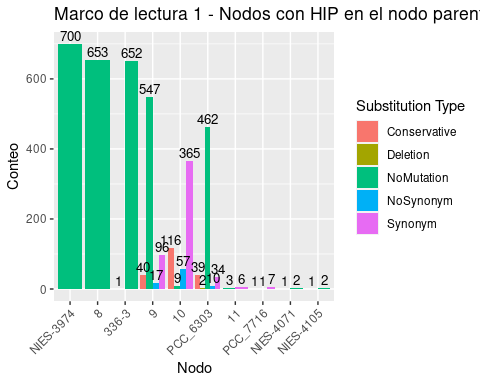 Marco de lectura 1 - Nodos con HIP en el nodo parent
Conteo
600
400
200
0
700
653
1
652
40
547
17
96
116
9
57
365
39
2
462
10
34
3
6
1
1
7
1
2
1
2
NIES-3974
8
336-3
9
10
PCC_6303
11
PCC_7716
NIES-4071
NIES-4105
Nodo
Substitution Type
Conservative
Deletion
NoMutation
NoSynonym
Synonym